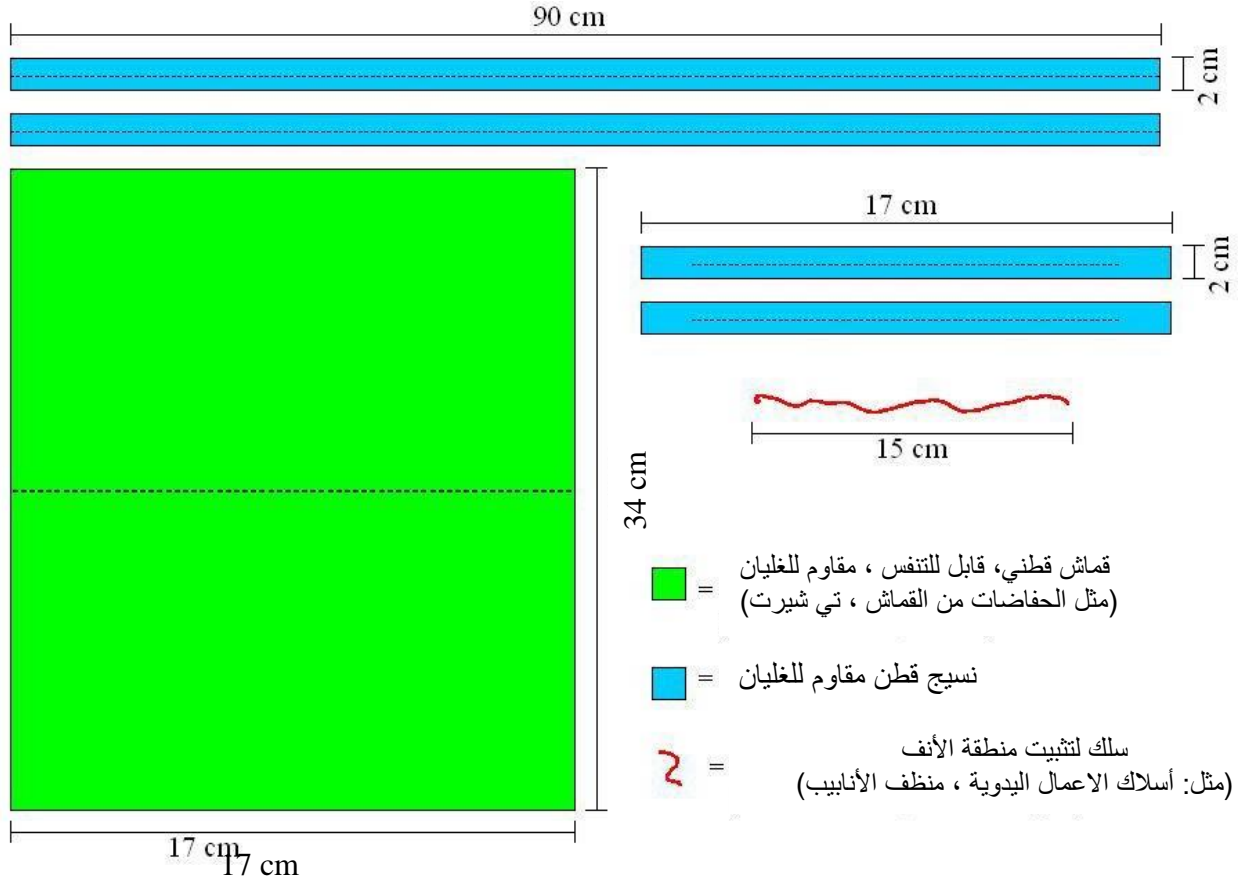 90 cm
2 cm
17 cm
2 cm
15 cm
34 cm
= قماش قطني، قابل للتنفس ، مقاوم للغليان
(مثل الحفاضات من القماش ، تي شيرت)
= نسيج قطن مقاوم للغليان
= سلك لتثبيت منطقة الأنف
(مثل: أسلاك الاعمال اليدوية ، منظف الأنابيب)
17 cm
17 cm